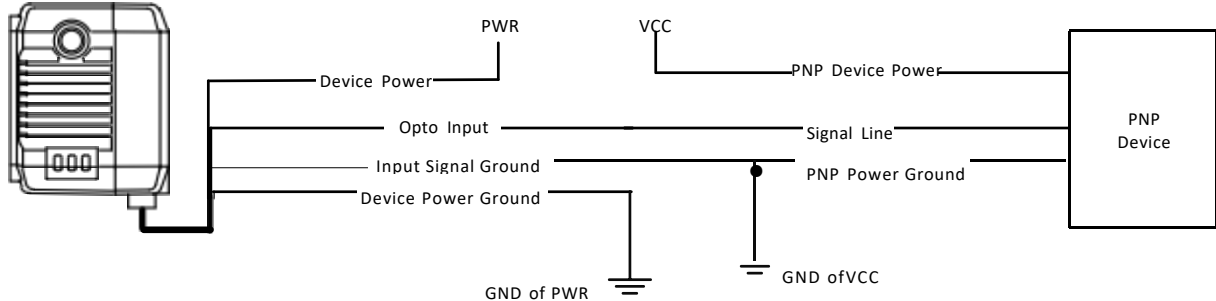 PWR
VCC
Device Power
PNP Device Power
Opto Input
Signal Line
Input Signal Ground
PNP Power Ground
Device Power Ground
PNP
Device
GND of PWR
GND ofVCC